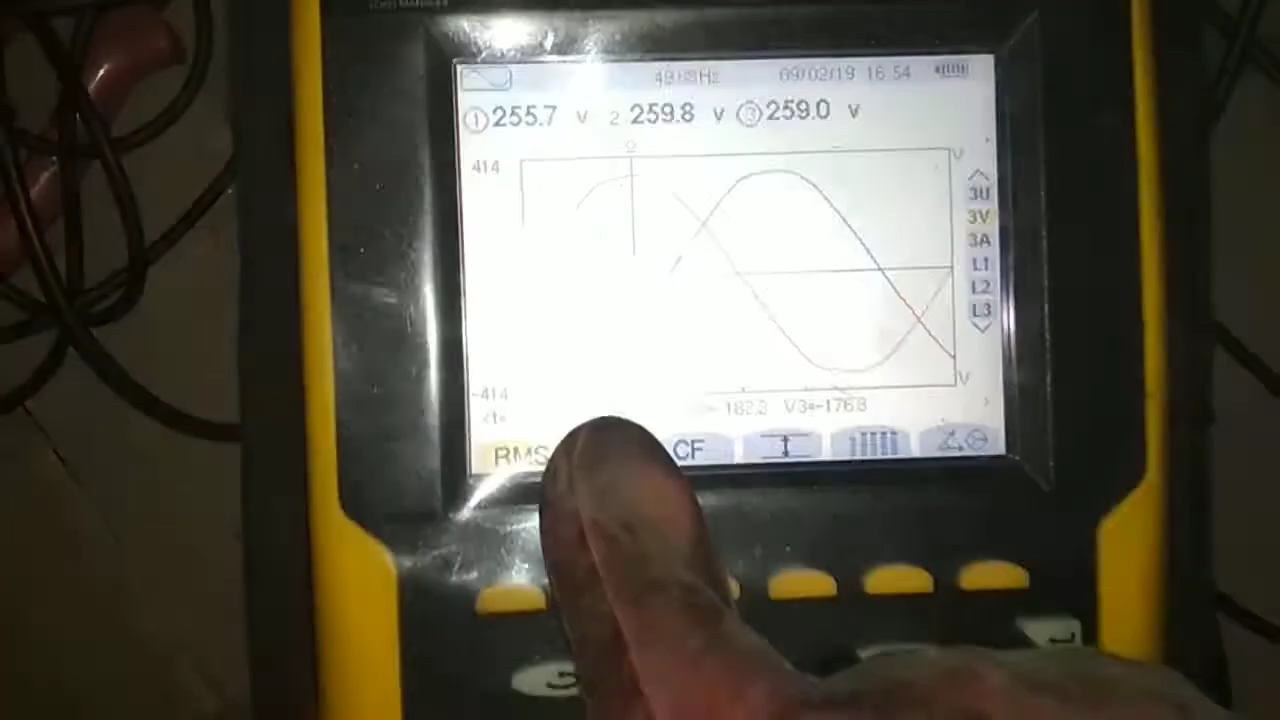 09/02/19 16:54
1 255.7 V 2 259.8 V 3 259.0 V
414
V
3U
3V
3A
L1
L2
L3
-414
V
V3=-176.8
RMS
CF